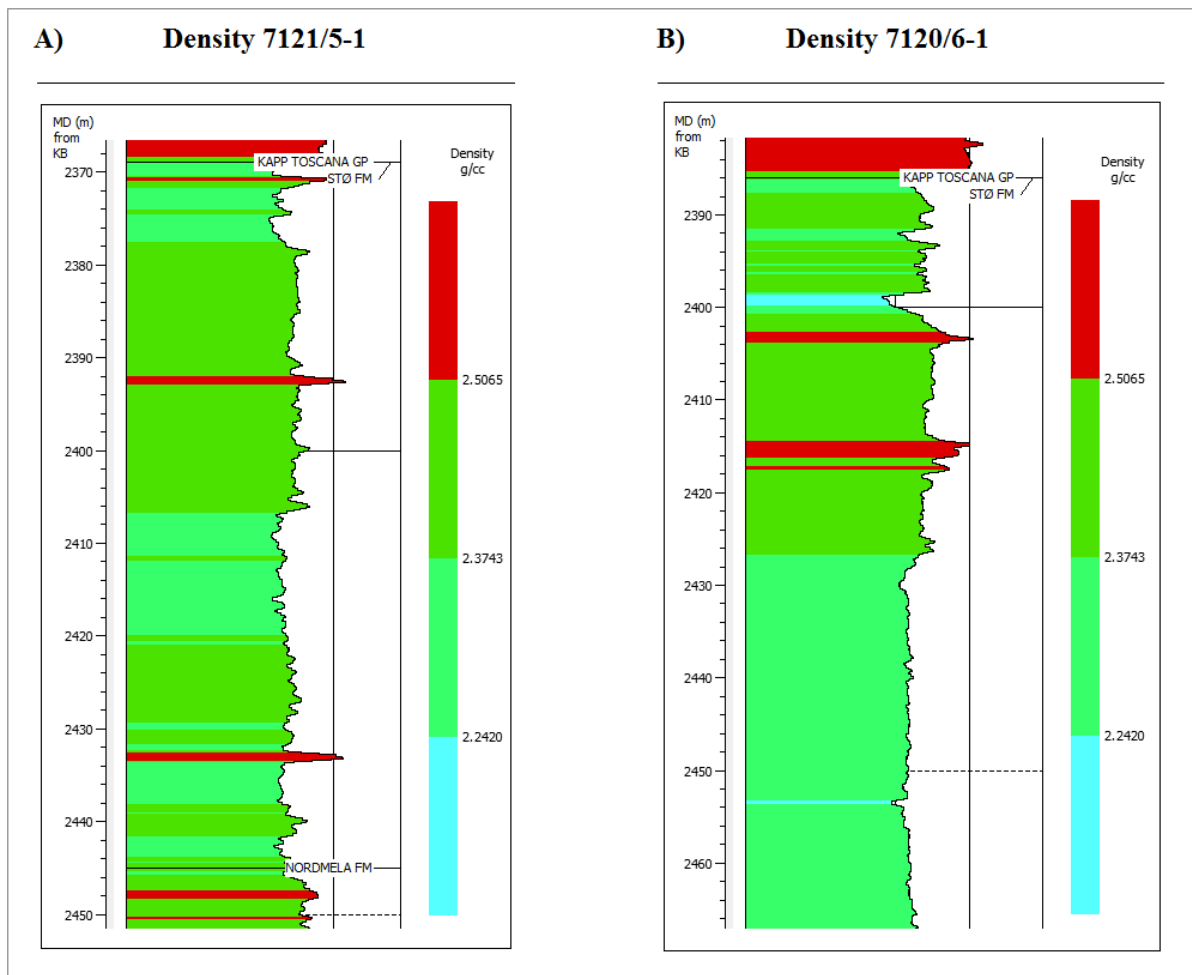 A) Density 7121/5-1
MD (m)
from
KB
KAPP TOSCANA GP
STØ FM
2370
2380
2390
2400
2410
2420
2430
2440
NORDMELA FM
2450
Density
g/cc
2.5065
2.3743
2.2420
B) Density 7120/6-1
MD (m)
from
KB
KAPP TOSCANA GP
STØ FM
2390
2400
2410
2420
2430
2440
2450
2460
Density
g/cc
2.5065
2.3743
2.2420